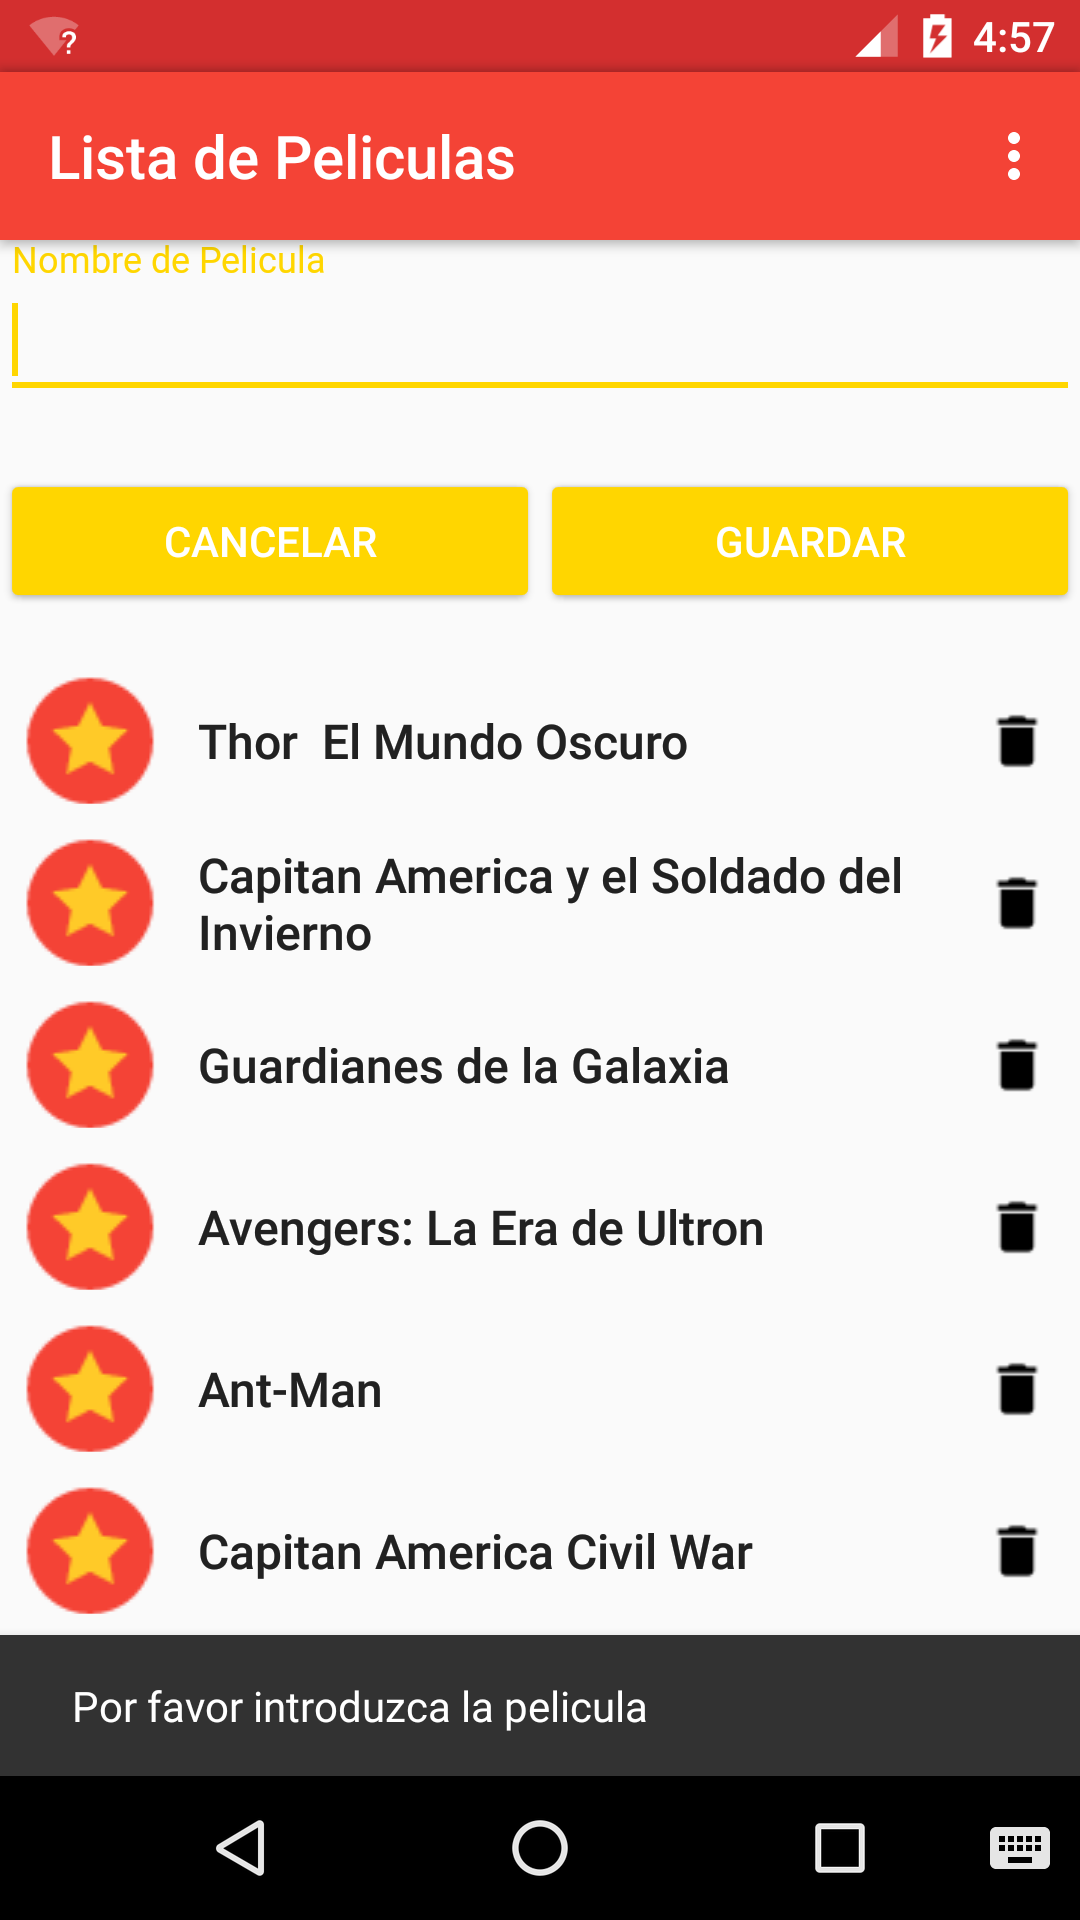 ?
4:57
Lista de Peliculas
Nombre de Pelicula
CANCELAR
GUARDAR
Thor  El Mundo Oscuro
Capitan America y el Soldado del
Invierno
Guardianes de la Galaxia
Avengers: La Era de Ultron
Ant-Man
Capitan America Civil War
Por favor introduzca la pelicula